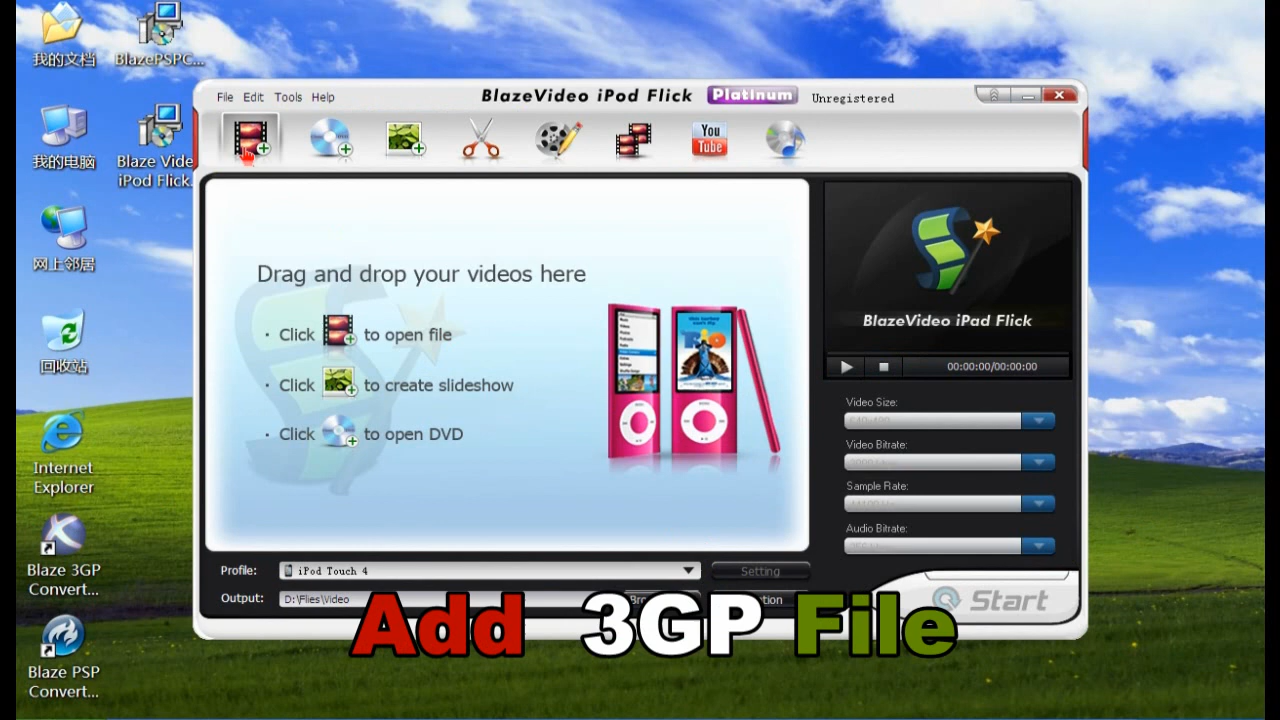 我的文档
BlazePSPC...
我的电脑
Blaze Vide
iPod Flick.
网上邻居
回收站
Internet
Explorer
Blaze 3GP
Convert...
Blaze PSP
Convert...
File Edit Tools Help
BlazeVideo iPod Flick Platinum Unregistered
You
Tube
Drag and drop your videos here
· Click to open file
· Click to create slideshow
· Click to open DVD
BlazeVideo iPad Flick
00:00:00/00:00:00
Video Size:
Video Bitrate:
Sample Rate:
Audio Bitrate:
Profile: iPod Touch 4 Setting
Output: D:\Flies\Video
Start
Add 3GP File